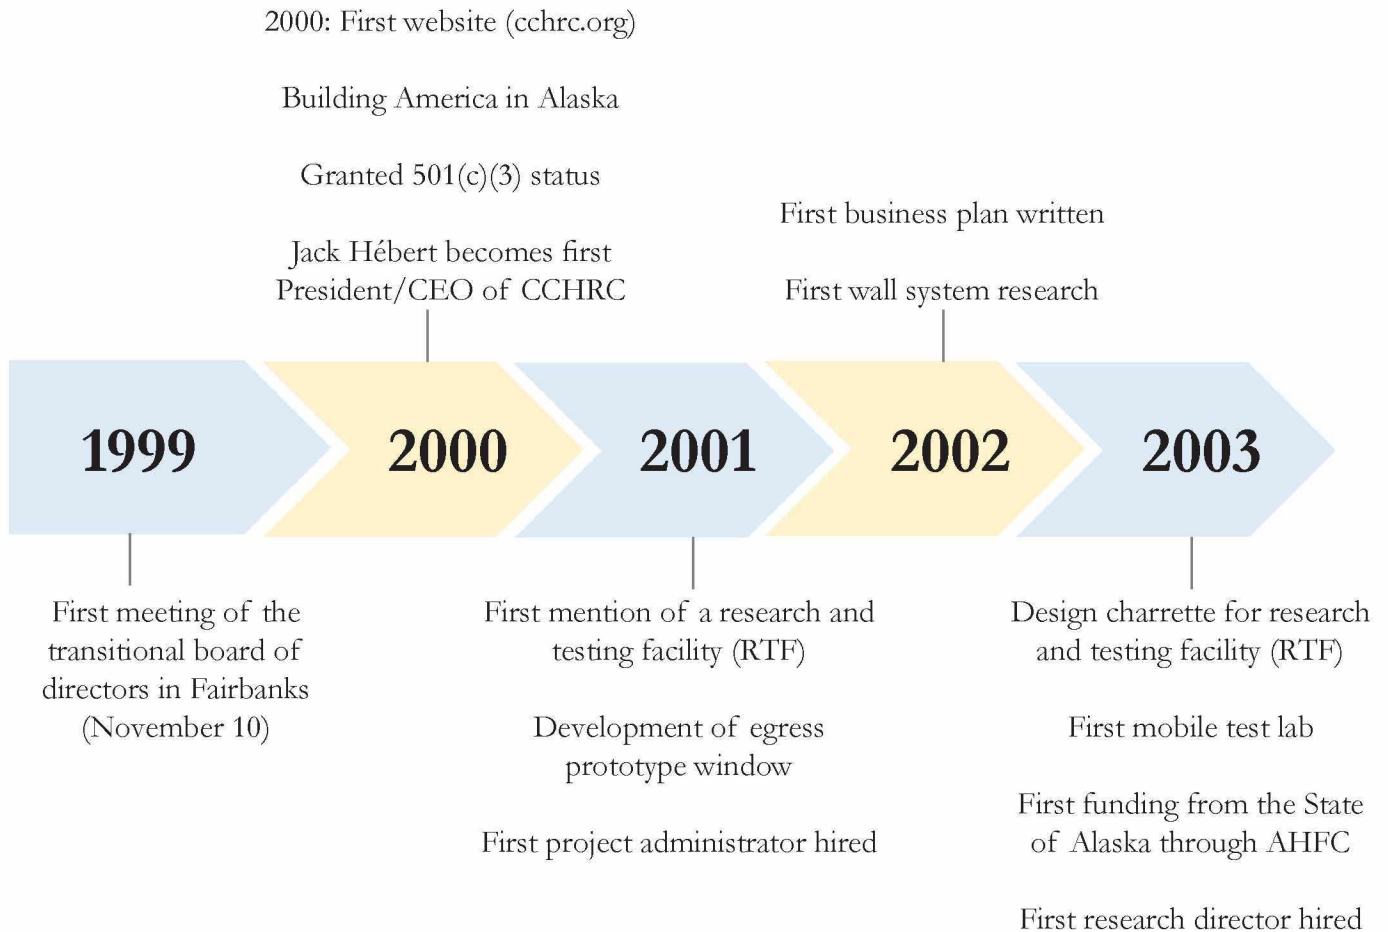 2000: First website (cchrc.org)
Building America in Alaska
Granted 501(c)(3) status
Jack Hébert becomes first
President/CEO of CCHRC
First business plan written
First wall system research
1999
2000
2001
2002
2003
First meeting of the
transitional board of
directors in Fairbanks
(November 10)
First mention of a research and
testing facility (RTF)
Development of egress
prototype window
First project administrator hired
Design charrette for research
and testing facility (RTF)
First mobile test lab
First funding from the State
of Alaska through AHFC
First research director hired